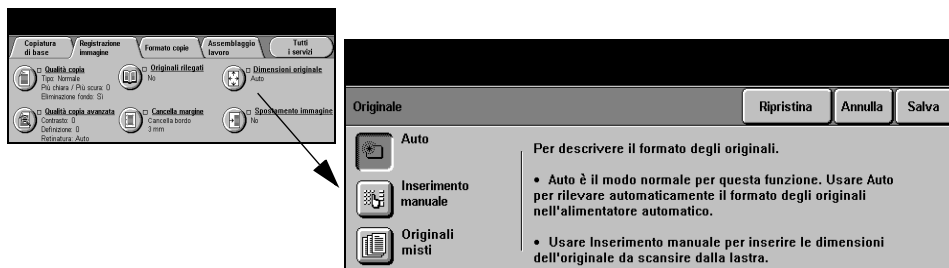 Copiatura di base
Registrazione immagine
Formato copie
Assemblaggio lavoro
Tutti i servizi
Qualità copia
Tipo: Normale
Più chiara / Più scura: 0
Eliminazione fondo: Sì
Originali rilegati
No
Dimensioni originale
Auto
Qualità copia avanzata
Contrasto: 0
Definizione: 0
Retinatura: Auto
Cancella margine
Cancella bordo
3 mm
Spostamento immagine
No
Originale
Ripristina
Annulla
Salva
Auto
Inserimento
manuale
Originali
misti
Per descrivere il formato degli originali.
• Auto è il modo normale per questa funzione. Usare Auto
per rilevare automaticamente il formato degli originali
nell'alimentatore automatico.
• Usare Inserimento manuale per inserire le dimensioni
dell'originale da scansire dalla lastra.